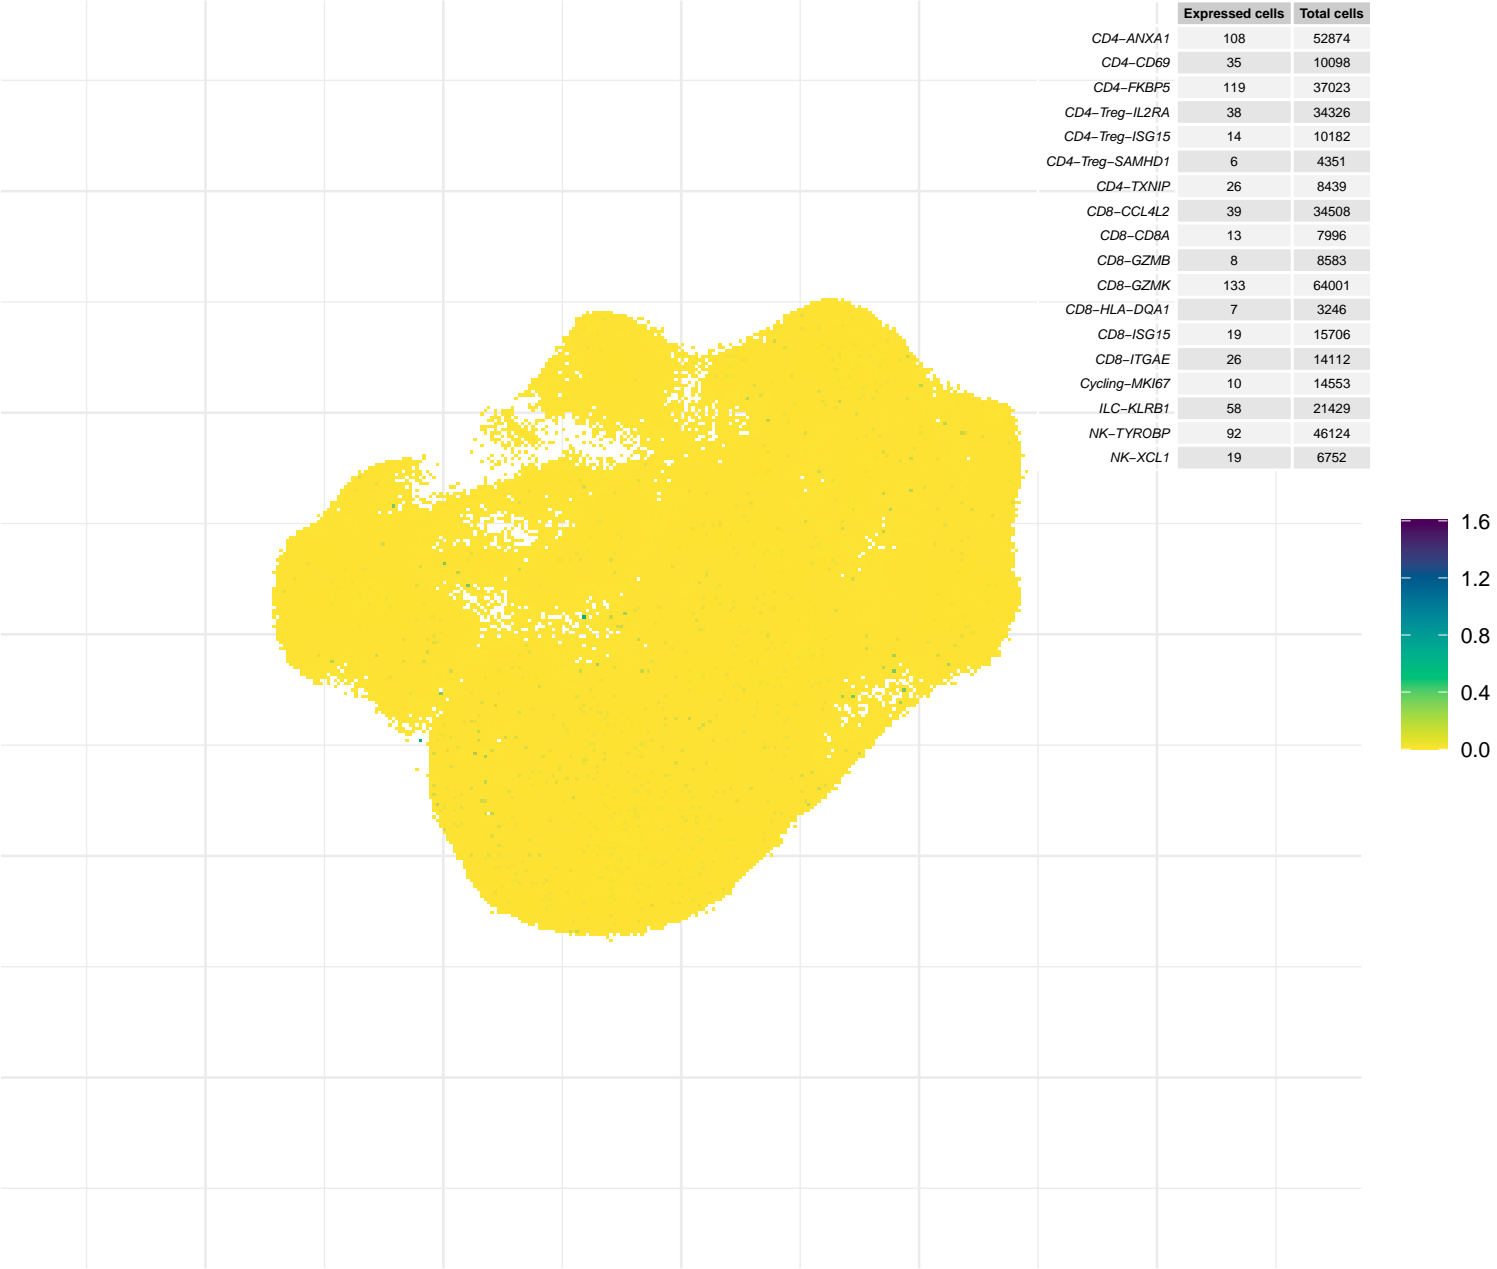 Expressed cells Total cells
CD4−ANXA1 108 52874
CD4−CD69 35 10098
CD4−FKBP5 119 37023
CD4−Treg−IL2RA 38 34326
CD4−Treg−ISG15 14 10182
CD4−Treg−SAMHD1 6 4351
CD4−TXNIP 26 8439
CD8−CCL4L2 39 34508
CD8−CD8A 13 7996
CD8−GZMB 8 8583
CD8−GZMK 133 64001
CD8−HLA−DQA1 7 3246
CD8−ISG15 19 15706
CD8−ITGAE 26 14112
Cycling−MKI67 10 14553
ILC−KLRB1 58 21429
NK−TYROBP 92 46124
NK−XCL1 19 6752
1.6
1.2
0.8
0.4
0.0